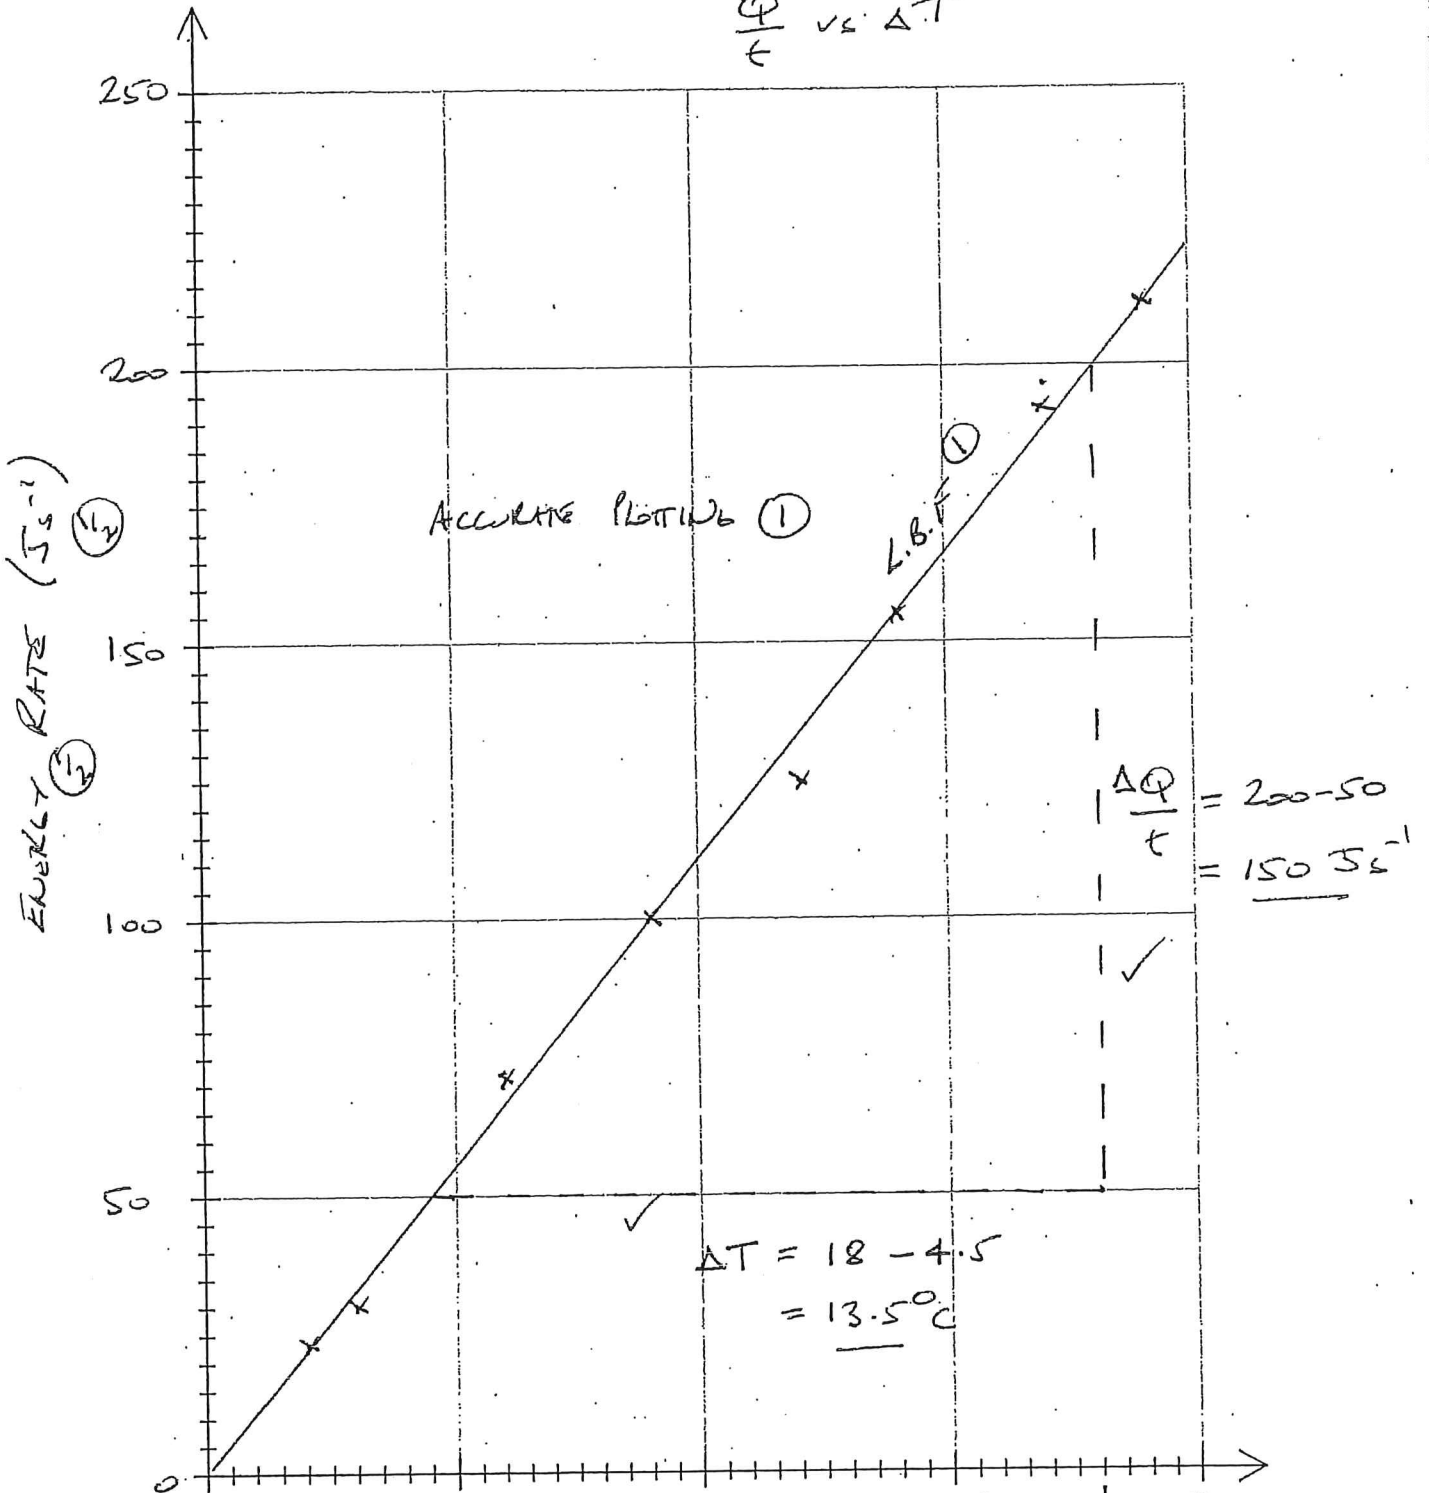 Q/t vs ΔT
250
200
150
100
50
0
ENERGY RATE (Js⁻¹)
½
½
ACCURATE PLOTTING ①
L.B.F ①
ΔQ/t = 200-50
= 150 Js⁻¹
✓
✓
ΔT = 18 - 4.5
= 13.5°C